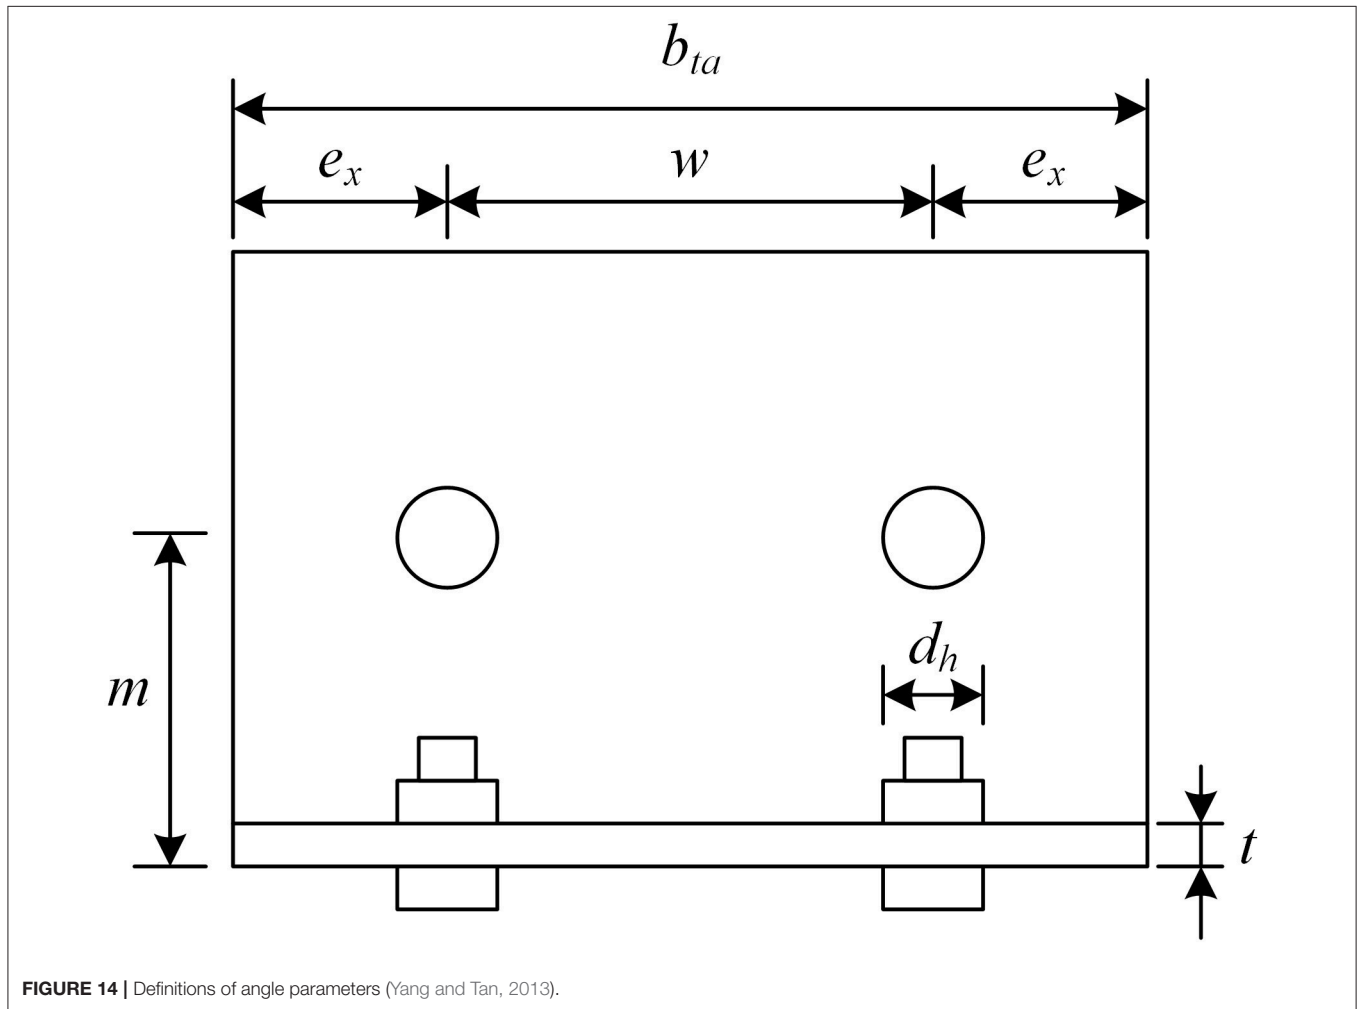 b_ta
e_x w e_x
d_h
m
t
FIGURE 14 | Definitions of angle parameters (Yang and Tan, 2013).